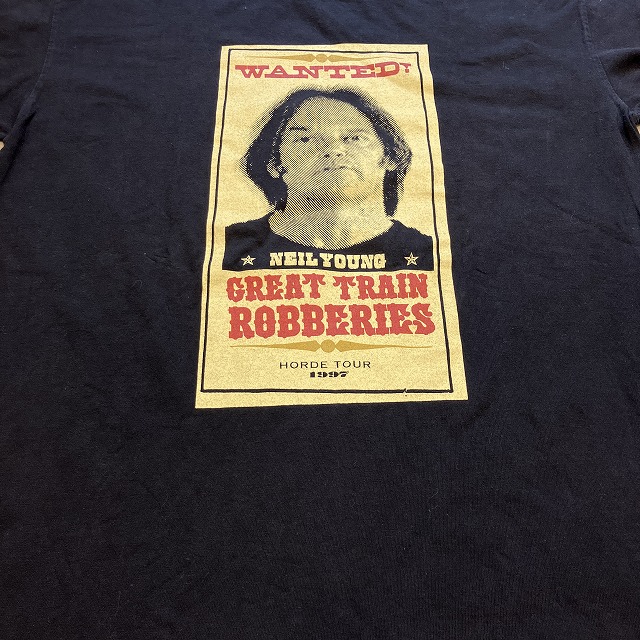 WANTED!
NEIL YOUNG
GREAT TRAIN
ROBBERIES
HORDE TOUR
1997